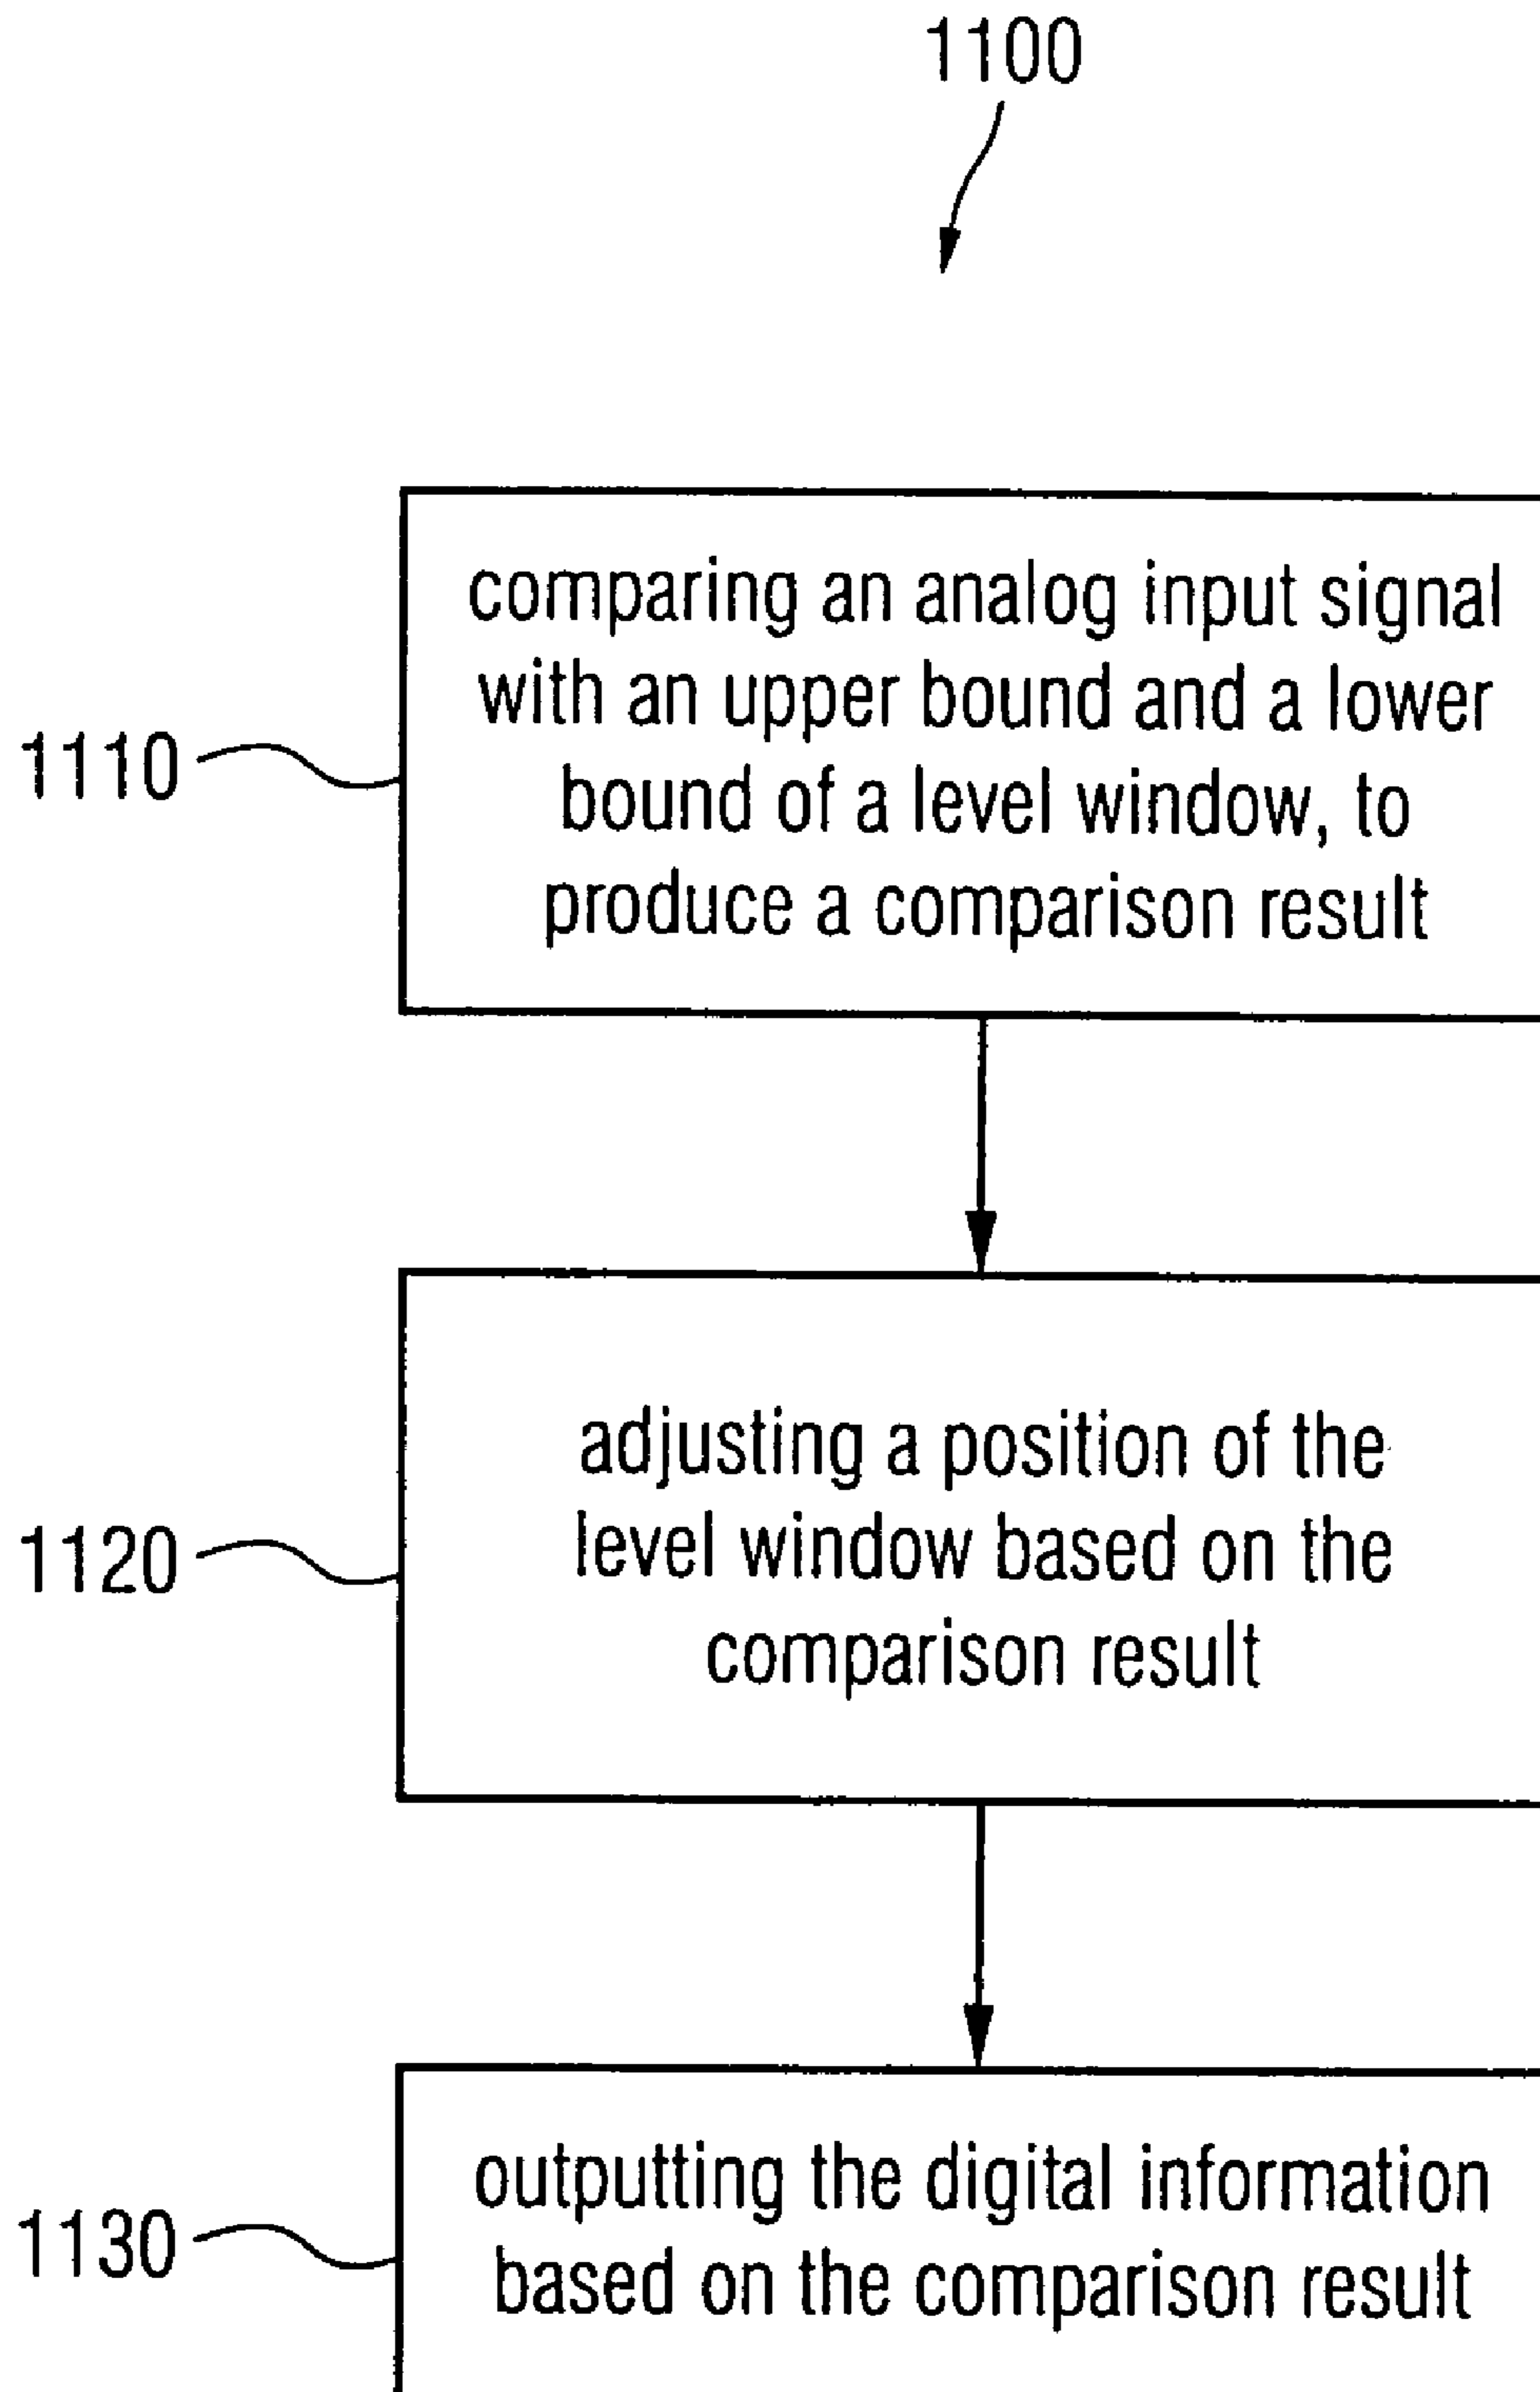 1100
comparing an analog input signal
with an upper bound and a lower
bound of a level window, to
produce a comparison result
1110
adjusting a position of the
level window based on the
comparison result
1120
outputting the digital information
based on the comparison result
1130